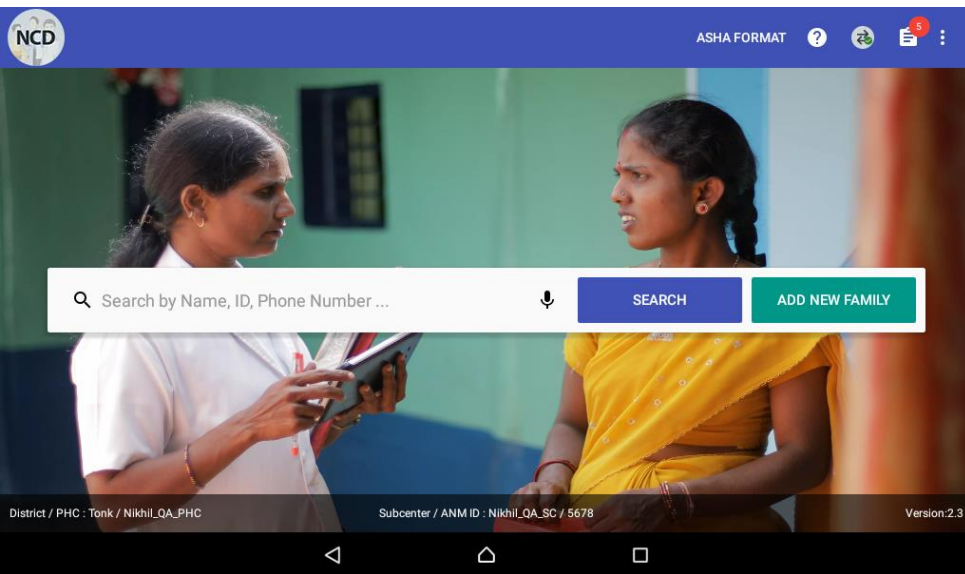 NCD
ASHA FORMAT
5
Search by Name, ID, Phone Number ...
SEARCH
ADD NEW FAMILY
District / PHC : Tonk / Nikhil_QA_PHC
Subcenter / ANM ID : Nikhil_QA_SC / 5678
Version:2.3